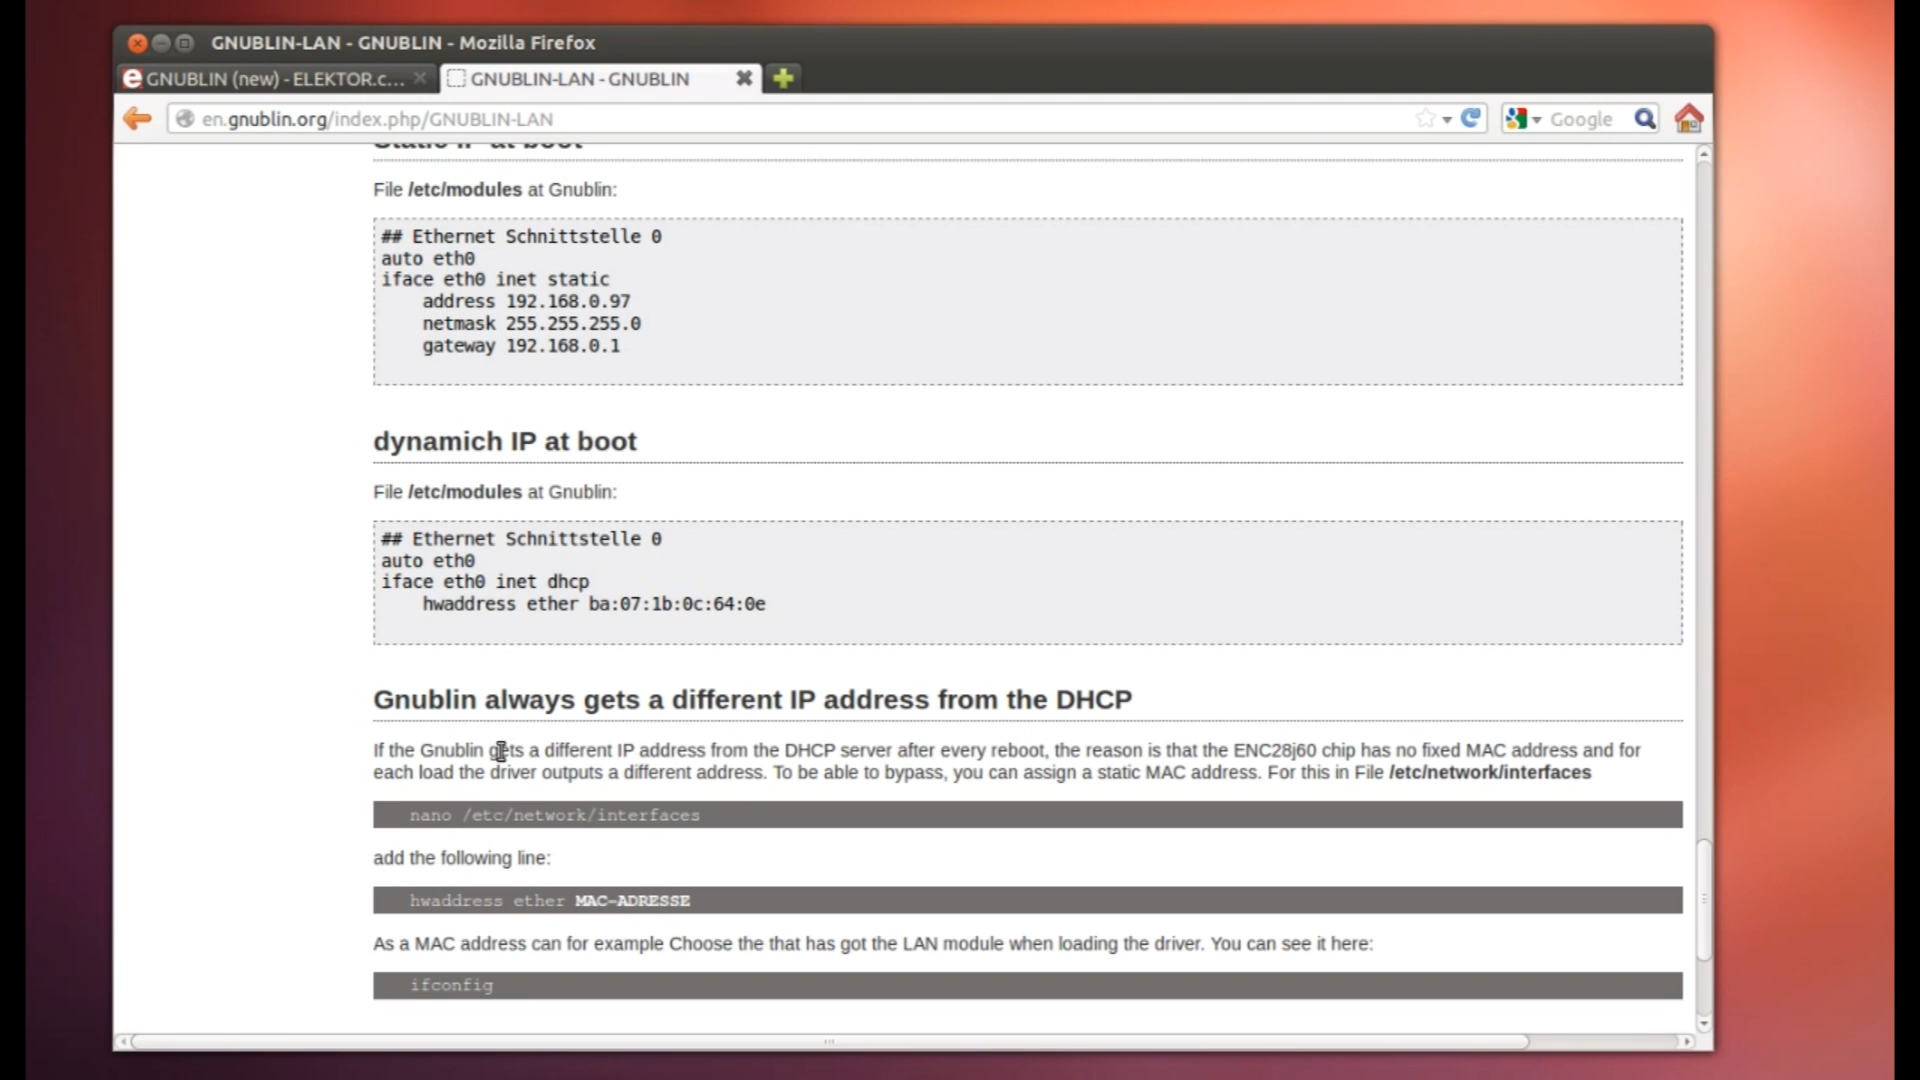 GNUBLIN-LAN - GNUBLIN - Mozilla Firefox
GNUBLIN (new) - ELEKTOR.c...
GNUBLIN-LAN - GNUBLIN
en.gnublin.org/index.php/GNUBLIN-LAN
Google
Static IP at boot
File /etc/modules at Gnublin:
## Ethernet Schnittstelle 0
auto eth0
iface eth0 inet static
address 192.168.0.97
netmask 255.255.255.0
gateway 192.168.0.1
dynamich IP at boot
File /etc/modules at Gnublin:
## Ethernet Schnittstelle 0
auto eth0
iface eth0 inet dhcp
hwaddress ether ba:07:1b:0c:64:0e
Gnublin always gets a different IP address from the DHCP
If the Gnublin gets a different IP address from the DHCP server after every reboot, the reason is that the ENC28j60 chip has no fixed MAC address and for
each load the driver outputs a different address. To be able to bypass, you can assign a static MAC address. For this in File /etc/network/interfaces
nano /etc/network/interfaces
add the following line:
hwaddress ether MAC-ADRESSE
As a MAC address can for example Choose the that has got the LAN module when loading the driver. You can see it here:
ifconfig